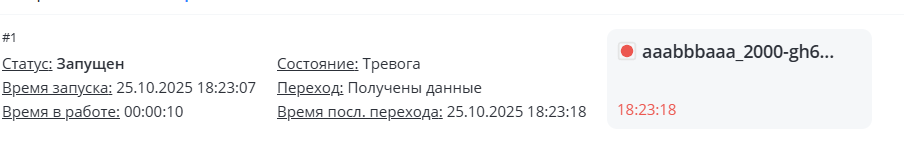 #1
Статус: Запущен
Время запуска: 25.10.2025 18:23:07
Время в работе: 00:00:10
Состояние: Тревога
Переход: Получены данные
Время посл. перехода: 25.10.2025 18:23:18
aaabbbaaa_2000-gh6...
18:23:18